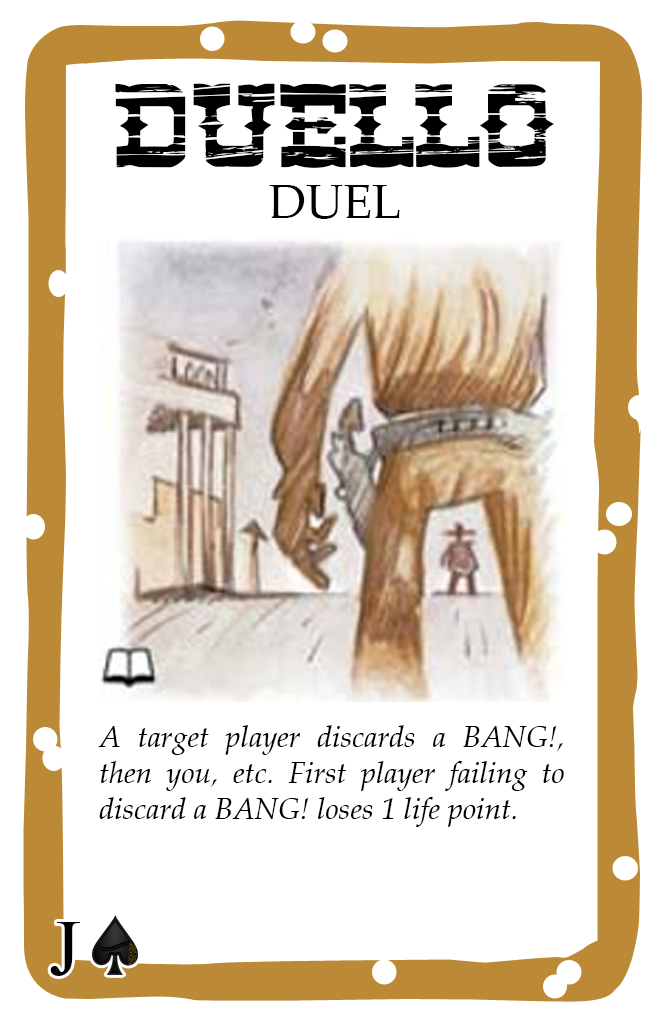 DUELLO
DUEL
A target player discards a BANG!,
then you, etc. First player failing to
discard a BANG! loses 1 life point.
J